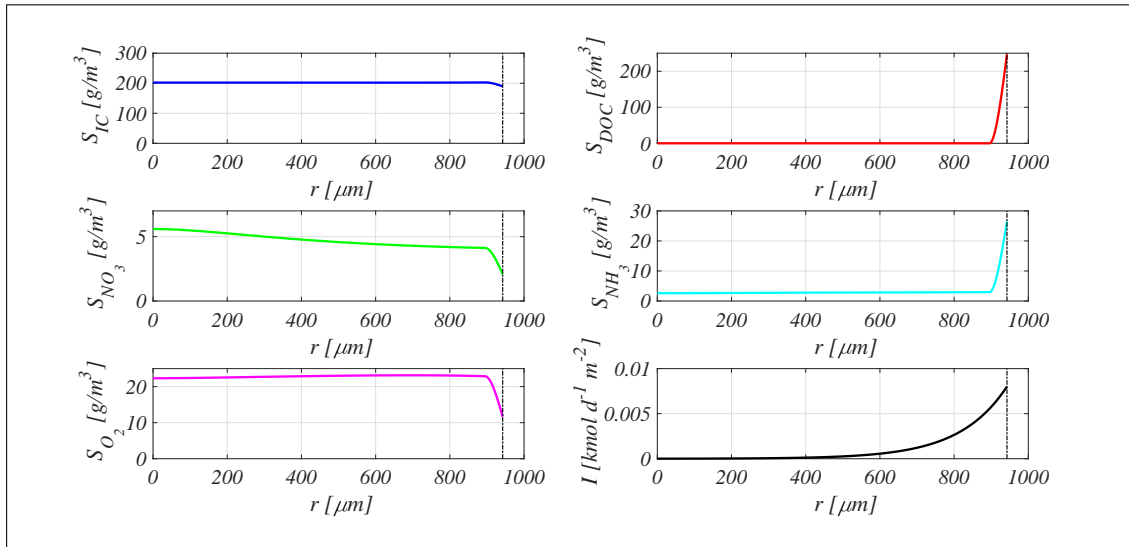 S_IC [g/m^3]
300
200
100
0
0 200 400 600 800 1000
r [ μm]
S_DOC [g/m^3]
200
100
0
0 200 400 600 800 1000
r [ μm]
S_NO_3 [g/m^3]
5
0
0 200 400 600 800 1000
r [ μm]
S_NH_3 [g/m^3]
30
20
10
0
0 200 400 600 800 1000
r [ μm]
S_O_2 [g/m^3]
20
10
0
0 200 400 600 800 1000
r [ μm]
I [kmol d^-1 m^-2]
0.01
0.005
0
0 200 400 600 800 1000
r [ μm]